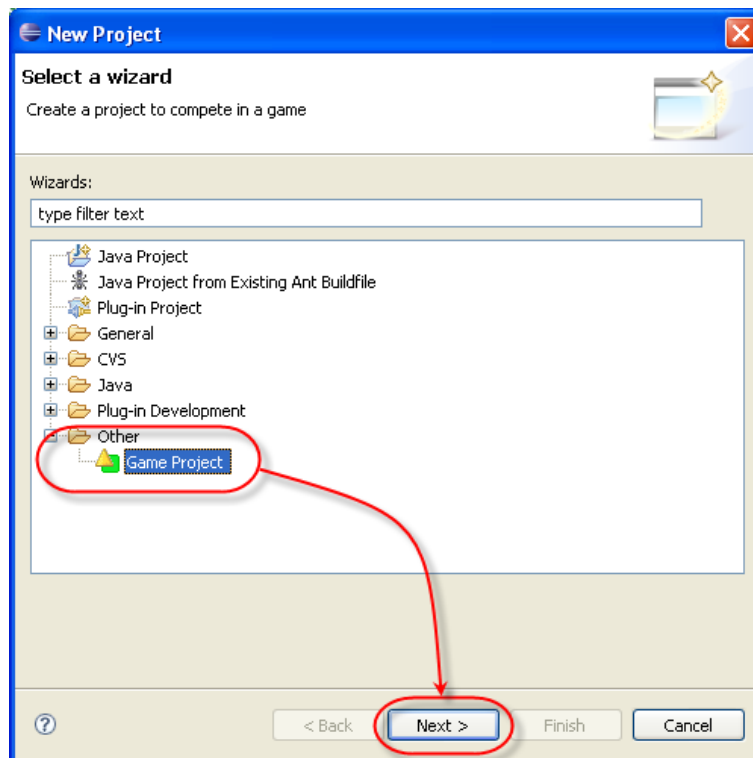 New Project
Select a wizard
Create a project to compete in a game
Wizards:
type filter text
Java Project
Java Project from Existing Ant Buildfile
Plug-in Project
General
CVS
Java
Plug-in Development
Other
Game Project
< Back Next > Finish Cancel